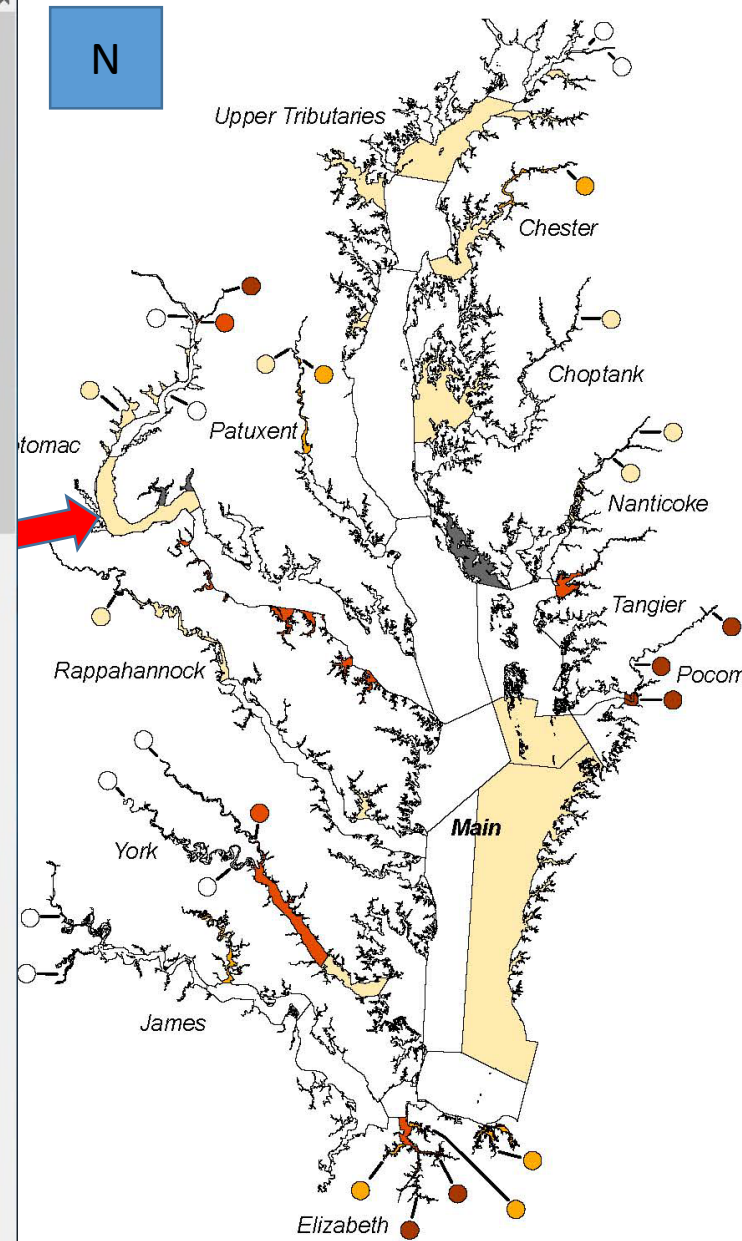 N
Upper Tributaries
Chester
Choptank
tomac
Patuxent
Nanticoke
Tangier
Rappahannock
Pocom
Main
York
James
Elizabeth